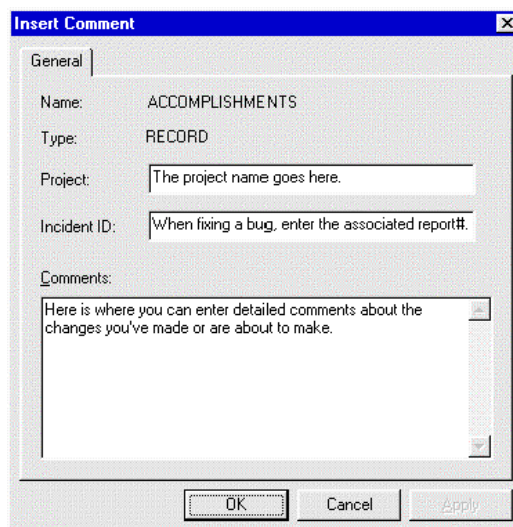 Insert Comment
General
Name: ACCOMPLISHMENTS
Type: RECORD
Project: The project name goes here.
Incident ID: When fixing a bug, enter the associated report#.
Comments:
Here is where you can enter detailed comments about the
changes you've made or are about to make.
OK Cancel Apply